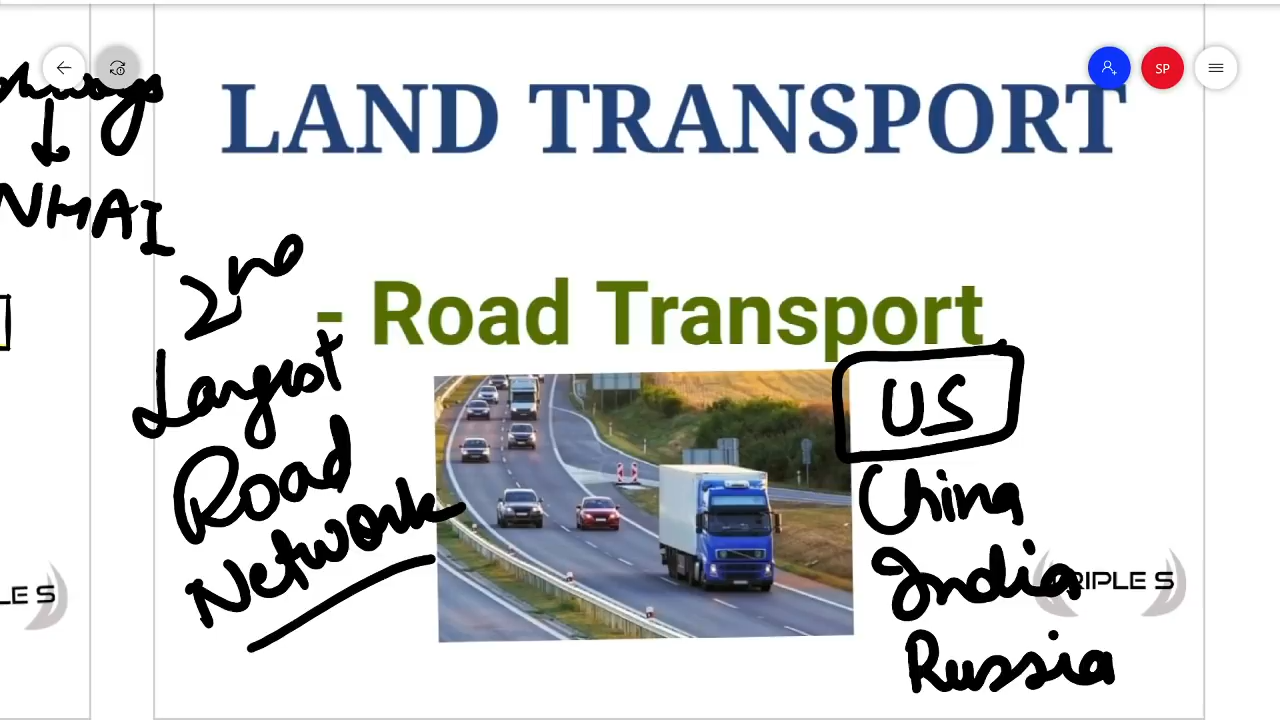 LAND TRANSPORT
SP
NHAI
2nd
- Road Transport
Largest
Road
Network
US
China
India
Russia
LE S
RIPLE S